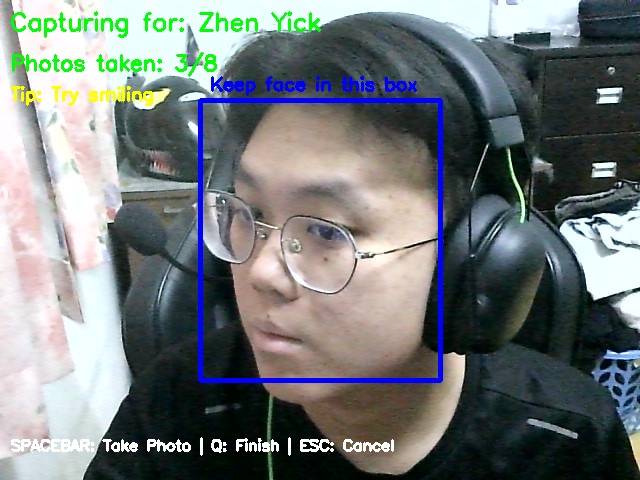 Capturing for: Zhen Yick
Photos taken: 3/8
Keep face in this box
Tip: Try smiling
SPACEBAR: Take Photo | Q: Finish | ESC: Cancel